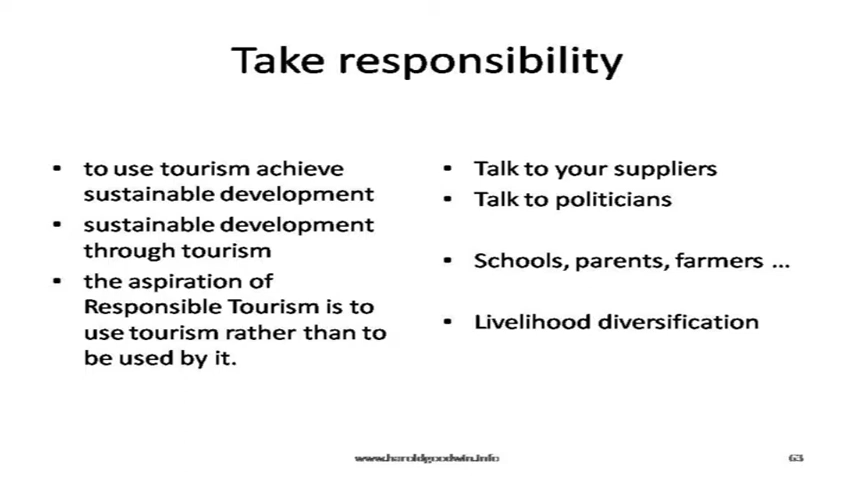 Take responsibility
▪ to use tourism achieve
sustainable development
▪ sustainable development
through tourism
▪ the aspiration of
Responsible Tourism is to
use tourism rather than to
be used by it.
▪ Talk to your suppliers
▪ Talk to politicians
▪ Schools, parents, farmers ...
▪ Livelihood diversification
www.haroldgoodwin.info
63